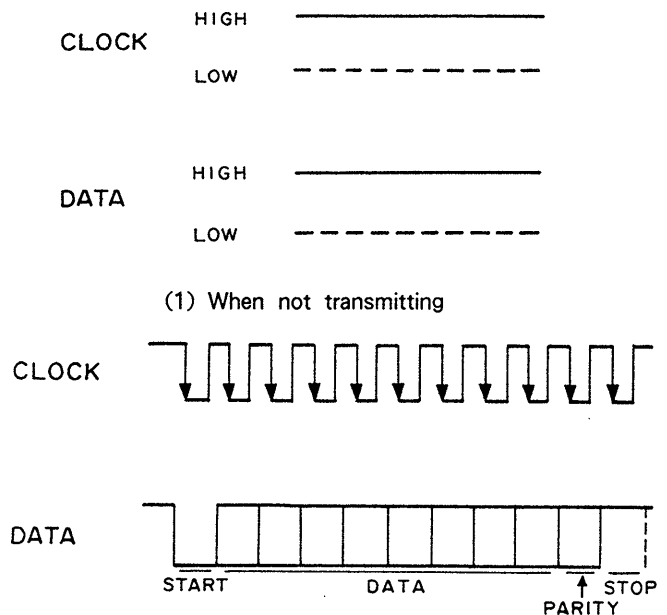 HIGH
CLOCK
LOW
HIGH
DATA
LOW
(1) When not transmitting
CLOCK
DATA
START DATA STOP
PARITY